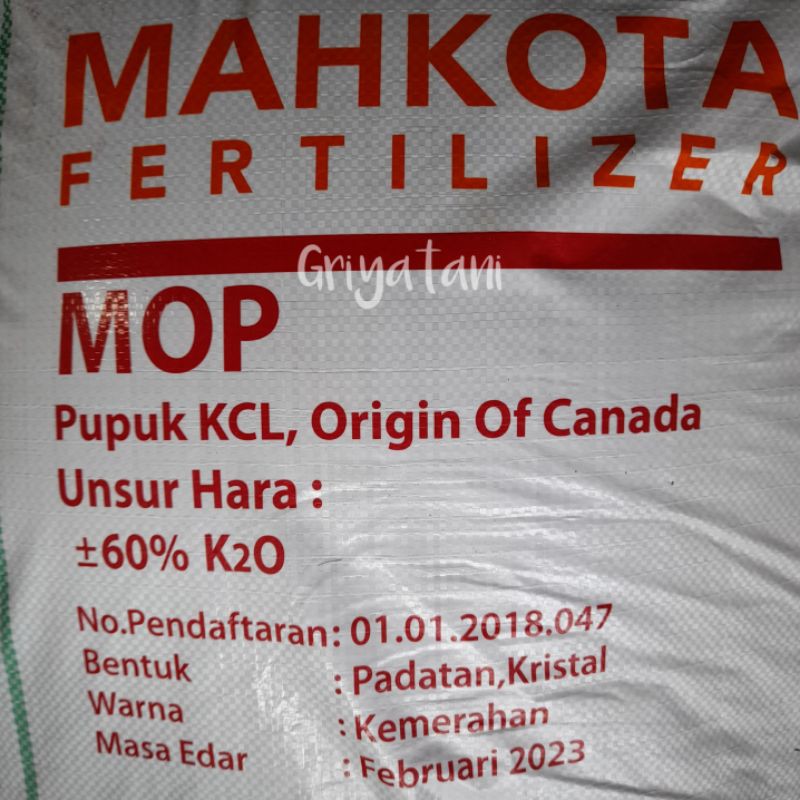 MAHKOTA
FERTILIZER
Griyatani
MOP
Pupuk KCL, Origin Of Canada
Unsur Hara :
±60% K2O
No.Pendaftaran : 01.01.2018.047
Bentuk : Padatan,Kristal
Warna : Kemerahan
Masa Edar : Februari 2023